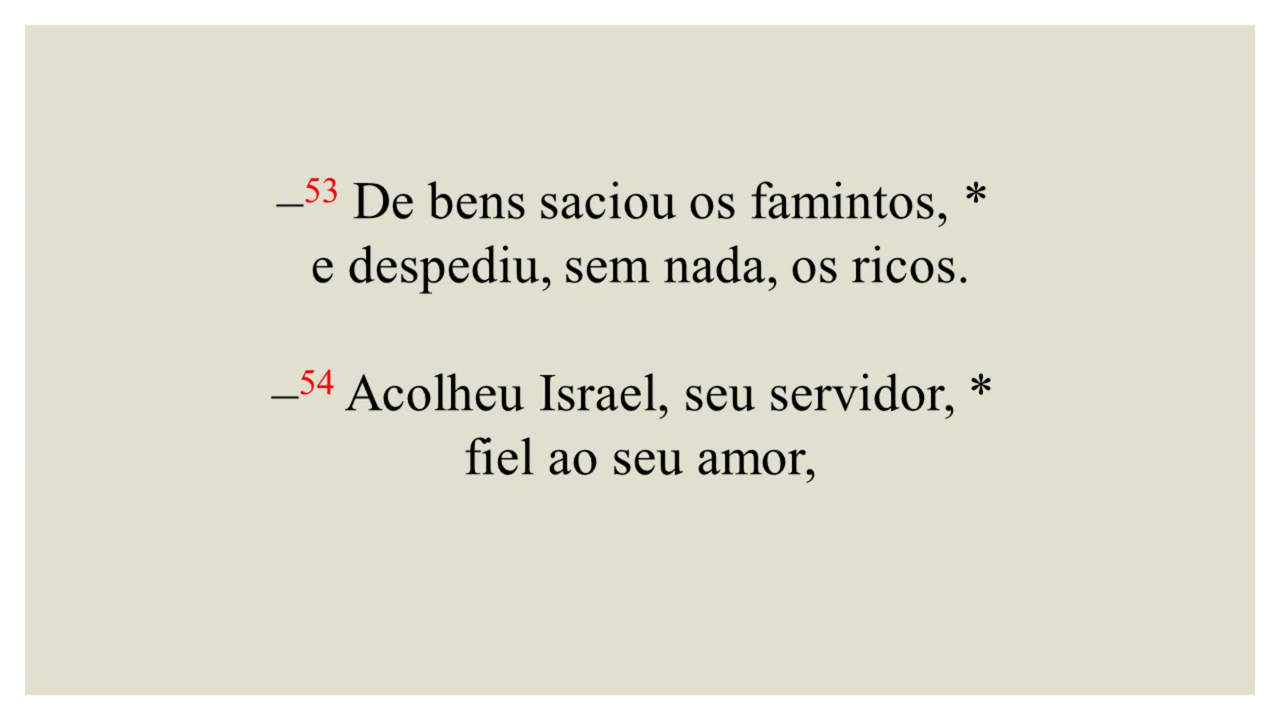 –53 De bens saciou os famintos, *
e despediu, sem nada, os ricos.
–54 Acolheu Israel, seu servidor, *
fiel ao seu amor,